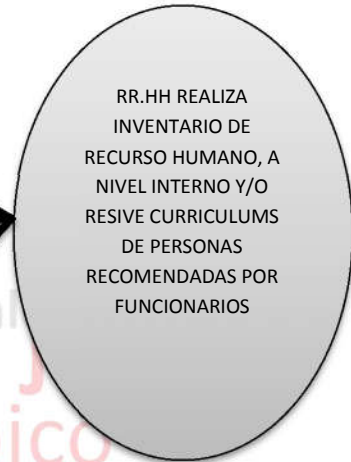 RR.HH REALIZA
INVENTARIO DE
RECURSO HUMANO, A
NIVEL INTERNO Y/O
RESIVE CURRICULUMS
DE PERSONAS
RECOMENDADAS POR
FUNCIONARIOS